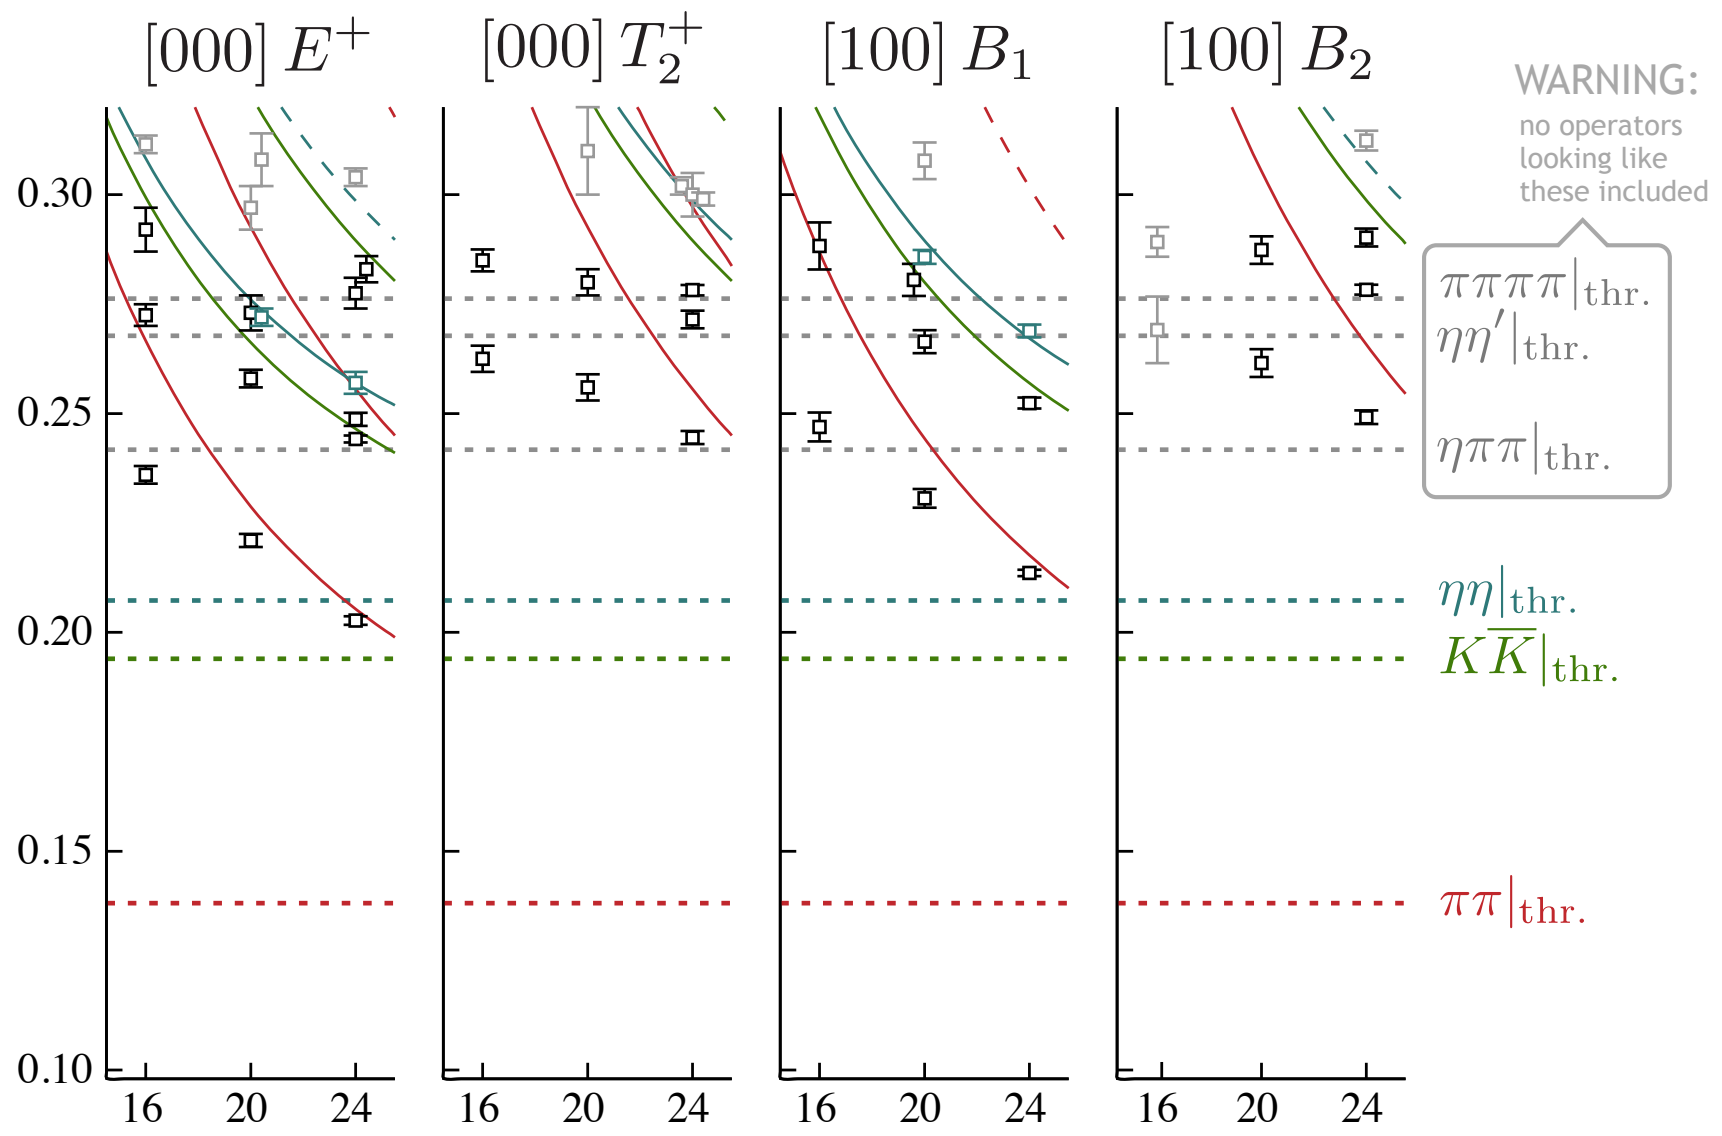 [000] E⁺ [000] T₂⁺ [100] B₁ [100] B₂
WARNING:
no operators
looking like
these included
0.30
0.25
0.20
0.15
0.10
ππππ|thr.
ηη′|thr.
ηππ|thr.
ηη|thr.
KK̅|thr.
ππ|thr.
16 20 24 16 20 24 16 20 24 16 20 24